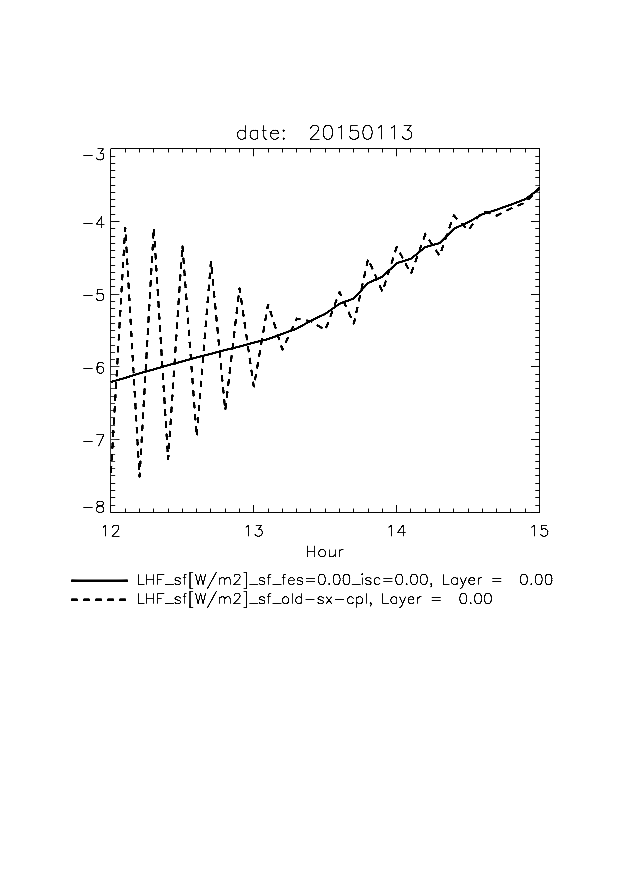 date:  20150113
-3
-4
-5
-6
-7
-8
12 13 14 15
Hour
LHF_sf[W/m2]_sf_fes=0.00_isc=0.00, Layer =  0.00
LHF_sf[W/m2]_sf_old-sx-cpl, Layer =  0.00